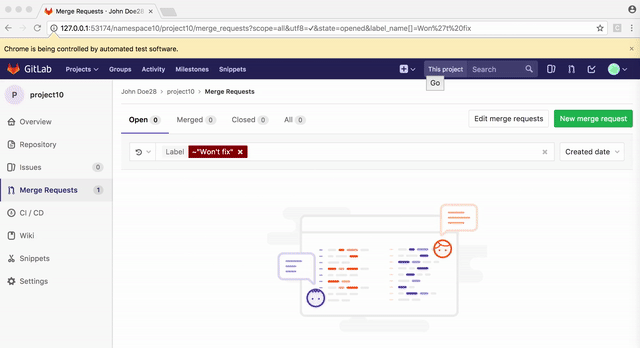 Merge Requests · John Doe28
127.0.0.1:53174/namespace10/project10/merge_requests?scope=all&utf8=✓&state=opened&label_name[]=Won%27t%20fix
Chrome is being controlled by automated test software.
GitLab Projects Groups Activity Milestones Snippets This project Search
Go
P project10
John Doe28 > project10 > Merge Requests
Open 0 Merged 0 Closed 0 All 0 Edit merge requests New merge request
Label ~"Won't fix" × Created date
Overview
Repository
Issues 0
Merge Requests 1
CI / CD
Wiki
Snippets
Settings